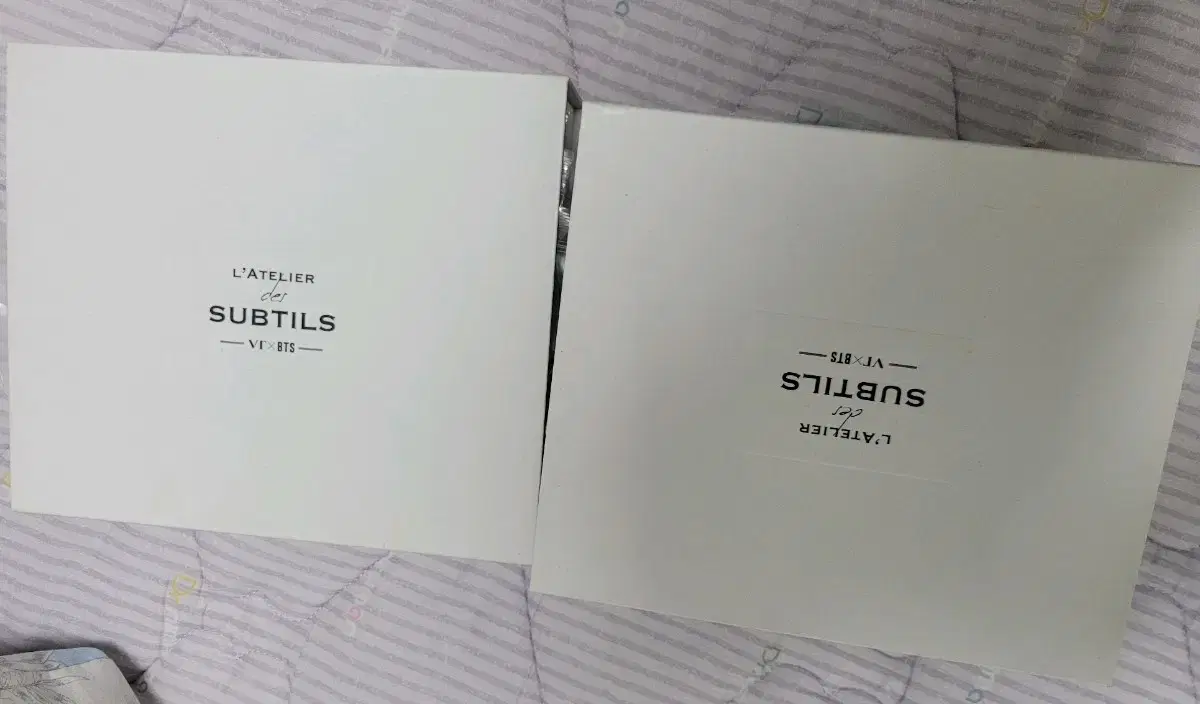 L'ATELIER
des
SUBTILS
VT×BTS
L'ATELIER
des
SUBTILS
VT×BTS